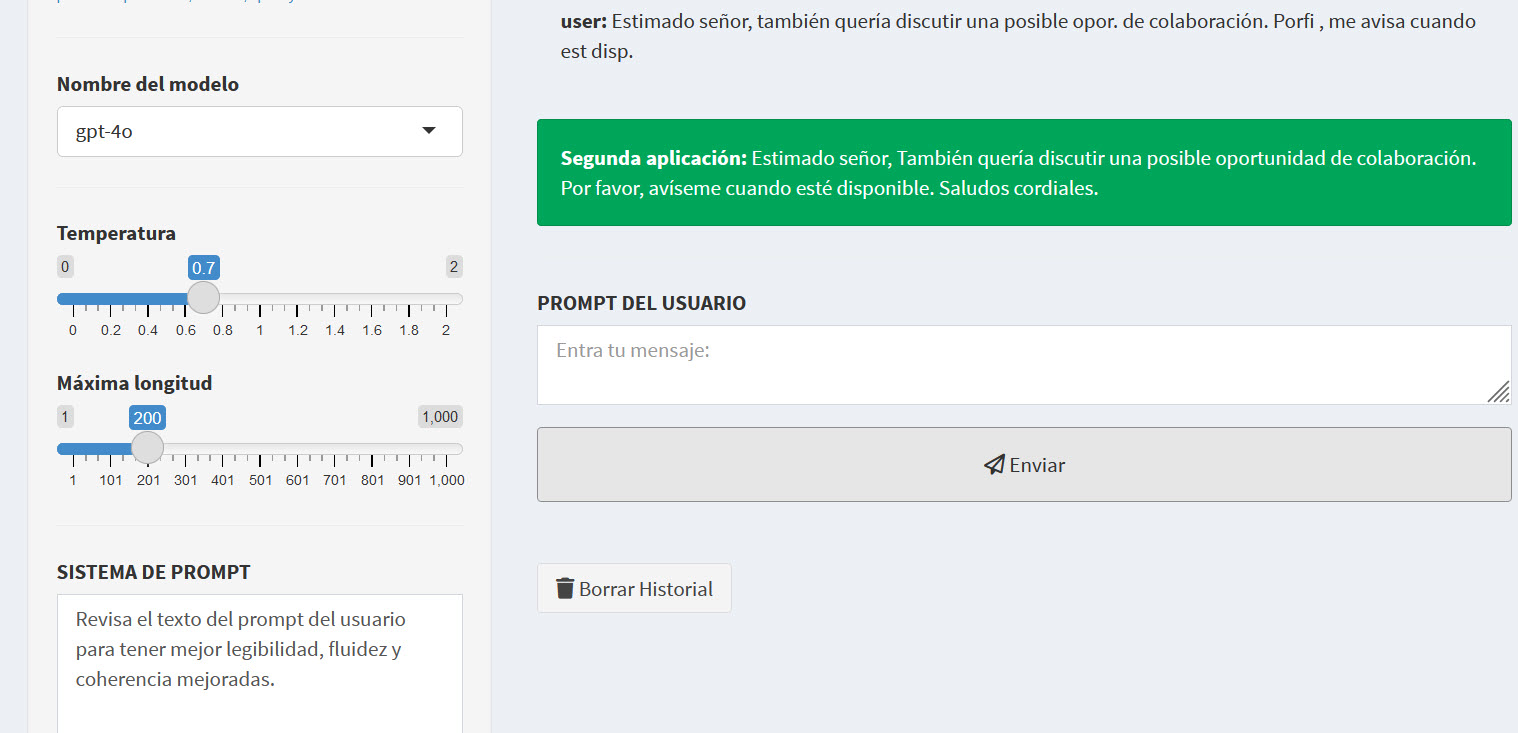 Nombre del modelo
gpt-4o
Temperatura
0
0.7
2
0 0.2 0.4 0.6 0.8 1 1.2 1.4 1.6 1.8 2
Máxima longitud
1
200
1,000
1 101 201 301 401 501 601 701 801 901 1,000
SISTEMA DE PROMPT
Revisa el texto del prompt del usuario
para tener mejor legibilidad, fluidez y
coherencia mejoradas.
user: Estimado señor, también quería discutir una posible opor. de colaboración. Porfi , me avisa cuando
est disp.
Segunda aplicación: Estimado señor, También quería discutir una posible oportunidad de colaboración.
Por favor, avíseme cuando esté disponible. Saludos cordiales.
PROMPT DEL USUARIO
Entra tu mensaje:
Enviar
Borrar Historial